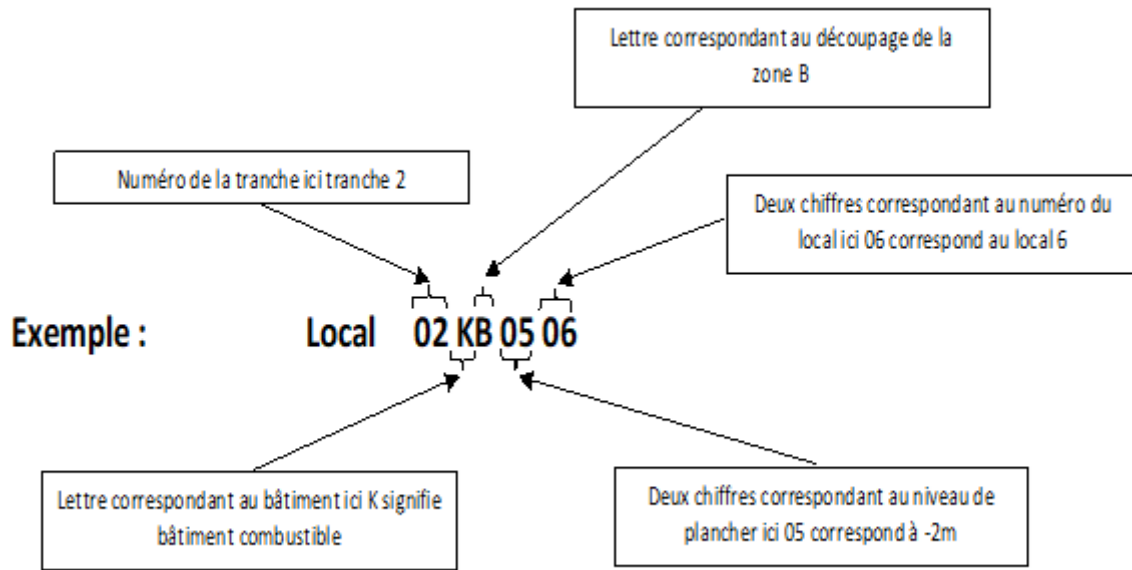 Lettre correspondant au découpage de la
zone B
Numéro de la tranche ici tranche 2
Deux chiffres correspondant au numéro du
local ici 06 correspond au local 6
Exemple : Local 02 KB 05 06
Lettre correspondant au bâtiment ici K signifie
bâtiment combustible
Deux chiffres correspondant au niveau de
plancher ici 05 correspond à -2m